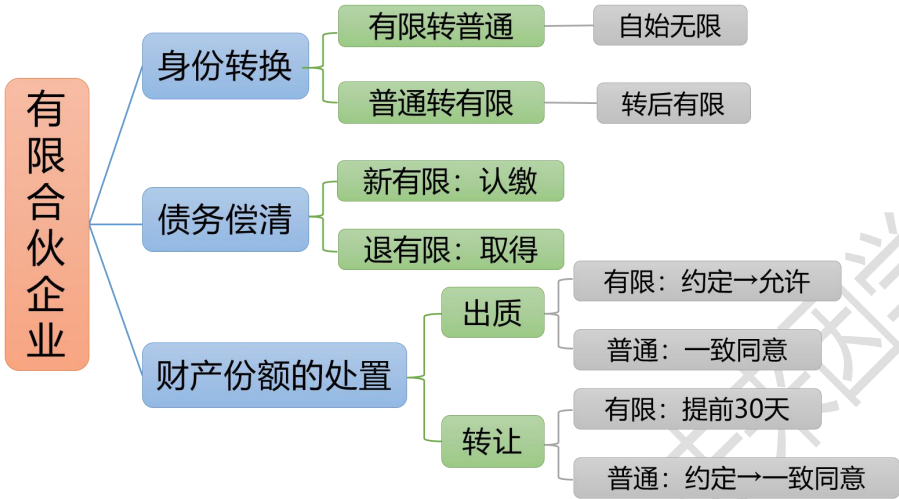 有限合伙企业
身份转换
有限转普通
自始无限
普通转有限
转后有限
债务偿清
新有限：认缴
退有限：取得
财产份额的处置
出质
有限：约定→允许
普通：一致同意
转让
有限：提前30天
普通：约定→一致同意